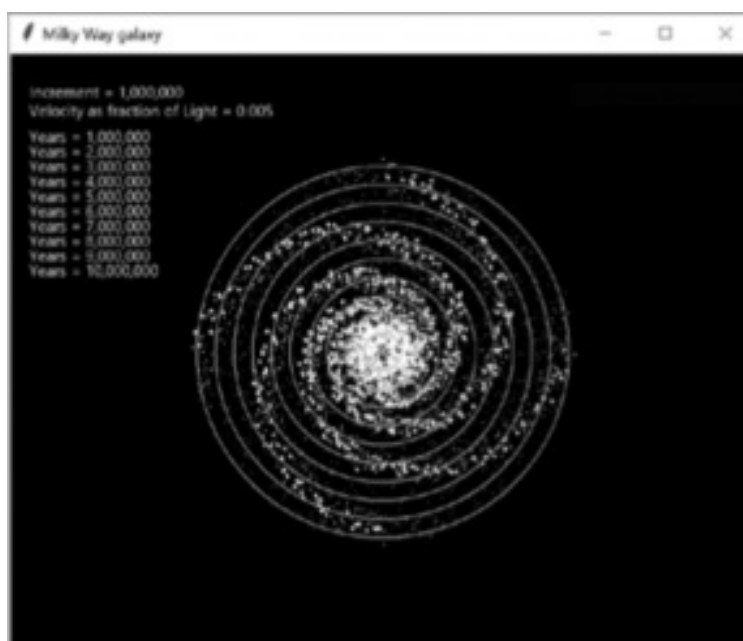 Milky Way galaxy
Increment = 1,000,000
Velocity as fraction of Light = 0.005
Years = 1,000,000
Years = 2,000,000
Years = 3,000,000
Years = 4,000,000
Years = 5,000,000
Years = 6,000,000
Years = 7,000,000
Years = 8,000,000
Years = 9,000,000
Years = 10,000,000